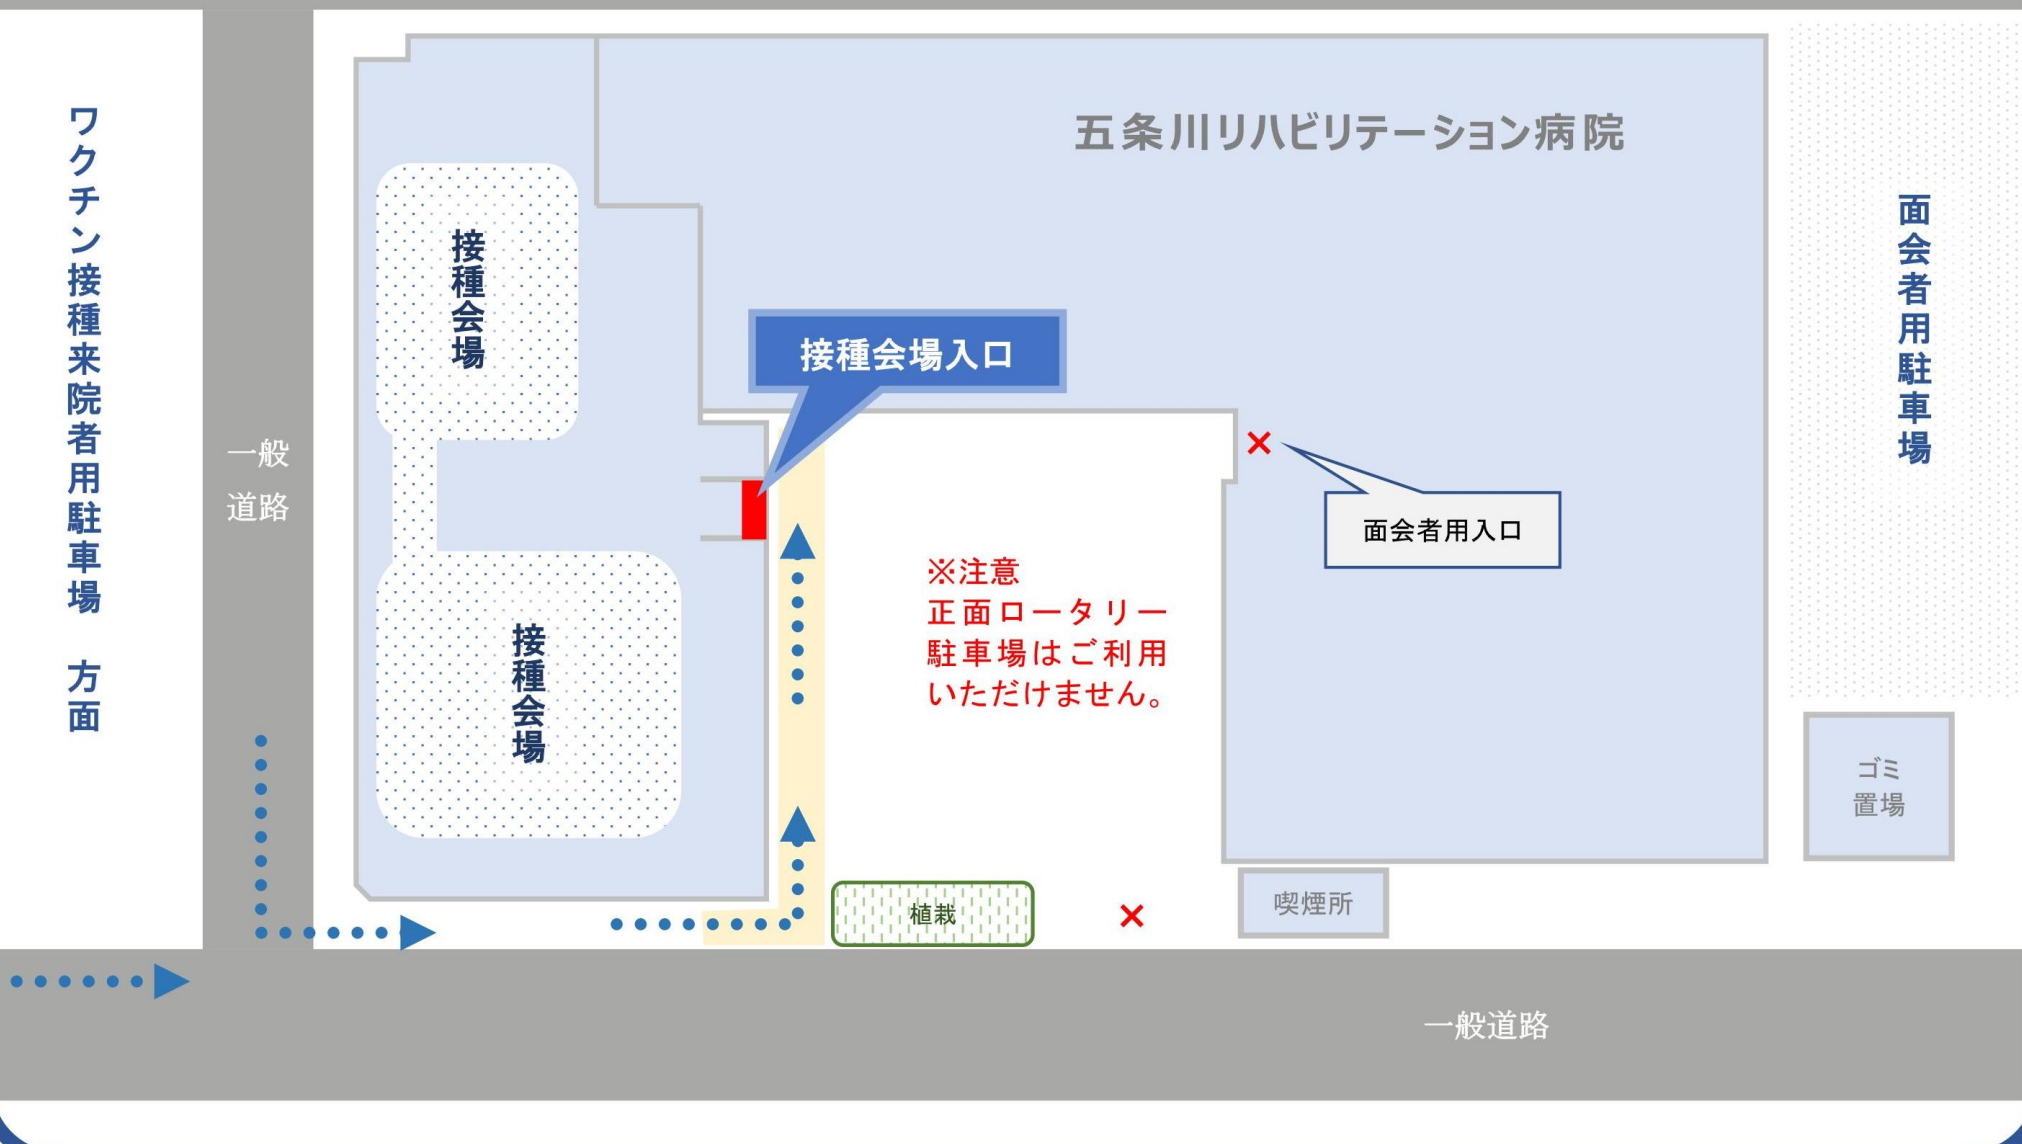 五条川リハビリテーション病院
ワクチン接種来院者用駐車場 方面
一般
道路
接種会場
接種会場入口
面会者用入口
面会者用駐車場
※注意
正面ロータリー
駐車場はご利用
いただけません。
接種会場
ゴミ
置場
植栽
喫煙所
一般道路